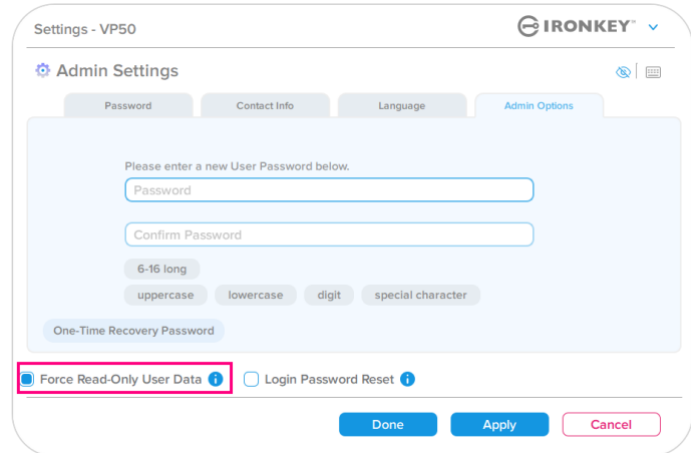 Settings - VP50
IRONKEY™
Admin Settings
Password Contact Info Language Admin Options
Please enter a new User Password below.
Password
Confirm Password
6-16 long
uppercase lowercase digit special character
One-Time Recovery Password
Force Read-Only User Data i Login Password Reset i
Done Apply Cancel